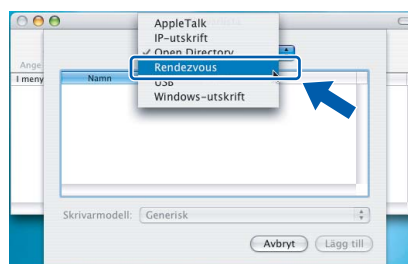 AppleTalk
IP-utskrift
✓ Open Directory
Rendezvous
USB
Windows-utskrift
Ange
I meny
Namn
Skrivarmodell: Generisk
Avbryt
Lägg till